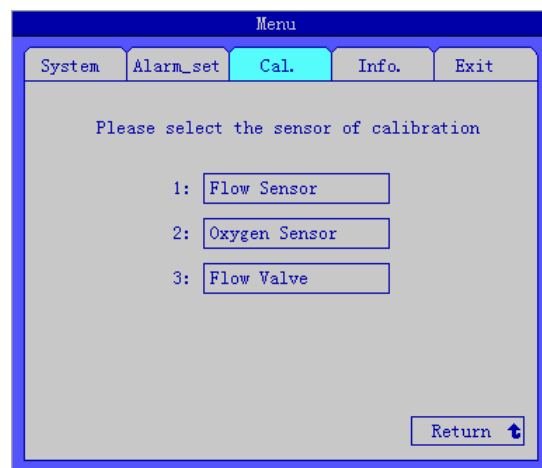 Menu
System Alarm_set Cal. Info. Exit
Please select the sensor of calibration
1: Flow Sensor
2: Oxygen Sensor
3: Flow Valve
Return